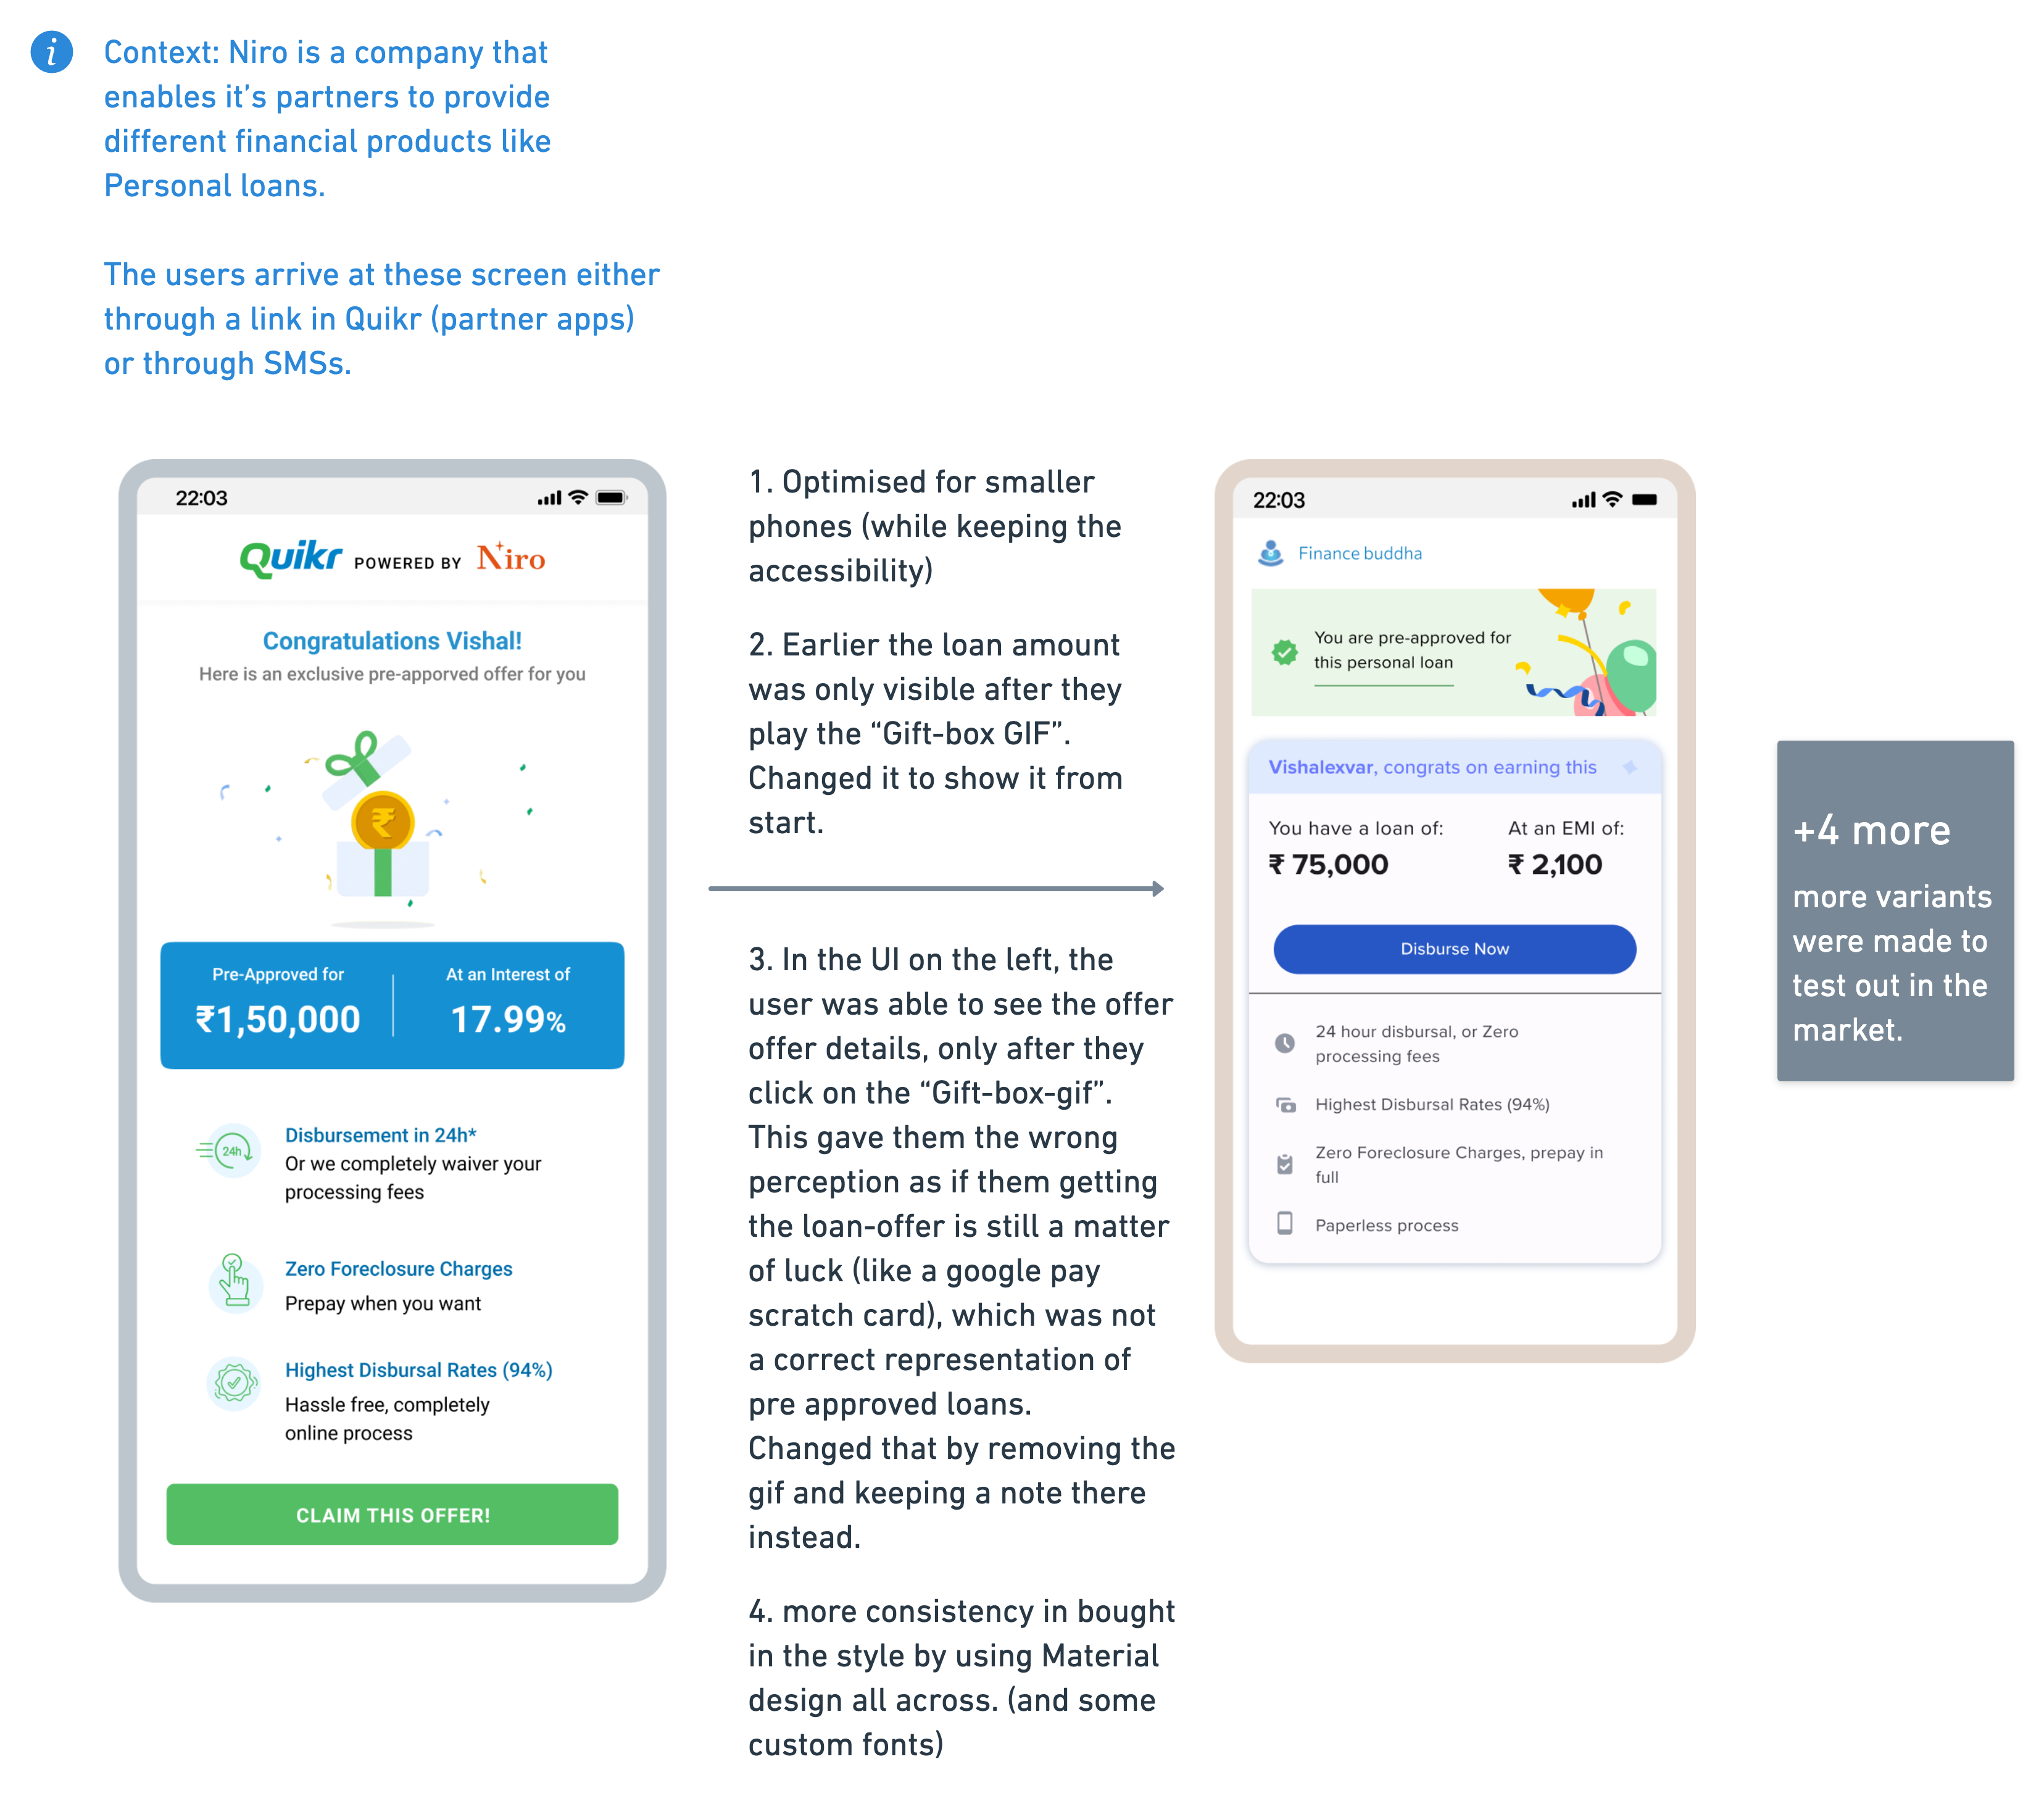 i
Context: Niro is a company that
enables it’s partners to provide
different financial products like
Personal loans.
The users arrive at these screen either
through a link in Quikr (partner apps)
or through SMSs.
22:03
Quikr POWERED BY Niro
Congratulations Vishal!
Here is an exclusive pre-apporved offer for you
₹
Pre-Approved for
₹1,50,000
At an Interest of
17.99%
24h
Disbursement in 24h*
Or we completely waiver your
processing fees
Zero Foreclosure Charges
Prepay when you want
Highest Disbursal Rates (94%)
Hassle free, completely
online process
CLAIM THIS OFFER!
1. Optimised for smaller
phones (while keeping the
accessibility)
2. Earlier the loan amount
was only visible after they
play the “Gift-box GIF”.
Changed it to show it from
start.
3. In the UI on the left, the
user was able to see the offer
offer details, only after they
click on the “Gift-box-gif”.
This gave them the wrong
perception as if them getting
the loan-offer is still a matter
of luck (like a google pay
scratch card), which was not
a correct representation of
pre approved loans.
Changed that by removing the
gif and keeping a note there
instead.
4. more consistency in bought
in the style by using Material
design all across. (and some
custom fonts)
22:03
Finance buddha
You are pre-approved for
this personal loan
Vishalexvar, congrats on earning this
You have a loan of:
₹ 75,000
At an EMI of:
₹ 2,100
Disburse Now
24 hour disbursal, or Zero
processing fees
Highest Disbursal Rates (94%)
Zero Foreclosure Charges, prepay in
full
Paperless process
+4 more
more variants
were made to
test out in the
market.